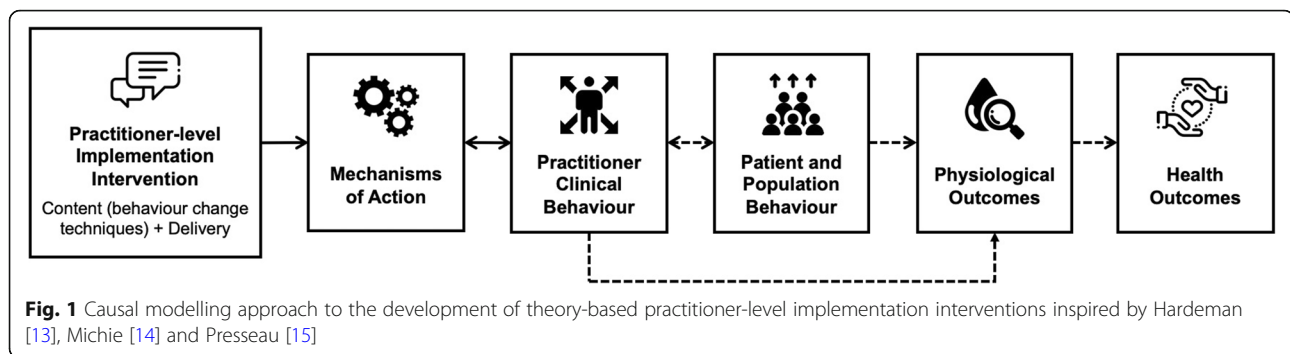 Practitioner-level
Implementation
Intervention
Content (behaviour change
techniques) + Delivery
Mechanisms
of Action
Practitioner
Clinical
Behaviour
Patient and
Population
Behaviour
Physiological
Outcomes
Health
Outcomes
Fig. 1 Causal modelling approach to the development of theory-based practitioner-level implementation interventions inspired by Hardeman
[13], Michie [14] and Presseau [15]